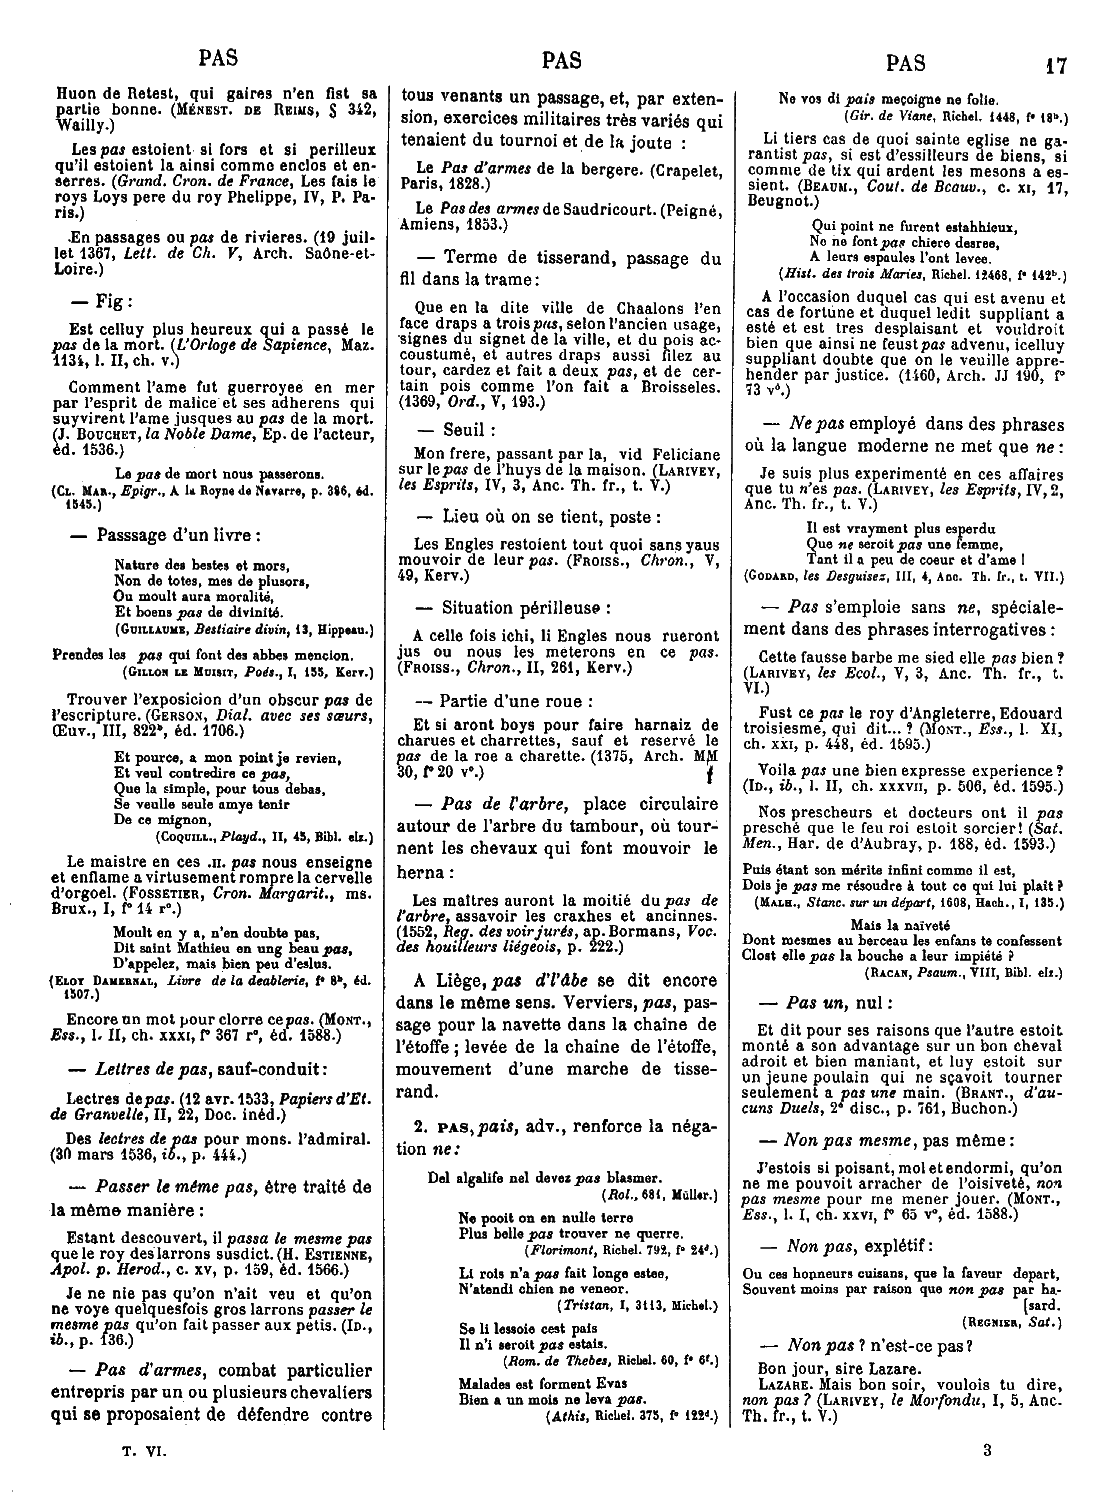 PAS
PAS
PAS
17
Huon de Retest, qui gaires n'en fist sa
partie bonne. (MÉNEST. DE REIMS, § 342,
Wailly.)
Les pas estoient si fors et si perilleux
qu'il estoient la ainsi comme enclos et en-
serres. (Grand. Cron. de France, Les fais le
roys Loys pere du roy Phelippe, IV, P. Pa-
ris.)
En passages ou pas de rivieres. (19 juil-
let 1367, Lett. de Ch. V, Arch. Saône-et-
Loire.)
— Fig :
Est celluy plus heureux qui a passé le
pas de la mort. (L'Orloge de Sapience, Maz.
1134, l. II, ch. v.)
Comment l'ame fut guerroyee en mer
par l'esprit de malice et ses adherens qui
suyvirent l'ame jusques au pas de la mort.
(J. BOUCHET, la Noble Dame, Ep. de l'acteur,
éd. 1536.)
Le pas de mort nous passerons.
(CL. MAR., Epigr., A la Royne de Navarre, p. 386, éd.
1545.)
— Passsage d'un livre :
Nature des bestes et mors,
Non de totes, mes de plusors,
Ou moult aura moralité,
Et boens pas de divinité.
(GUILLAUME, Bestiaire divin, 13, Hippeau.)
Prendes les pas qui font des abbes mencion.
(GILLON LE MUISIT, Poés., I, 155, Kerv.)
Trouver l'exposicion d'un obscur pas de
l'escripture. (GERSON, Dial. avec ses sœurs,
Œuv., III, 822ᵃ, éd. 1706.)
Et pource, a mon point je revien,
Et veul contredire ce pas,
Que la simple, pour tous debas,
Se veulle seule amye tenir
De ce mignon,
(COQUILL., Playd., II, 45, Bibl. elz.)
Le maistre en ces .II. pas nous enseigne
et enflame a virtusement rompre la cervelle
d'orgoel. (FOSSETIER, Cron. Margarit., ms.
Brux., I, f° 14 r°.)
Moult en y a, n'en doubte pas,
Dit saint Mathieu en ung beau pas,
D'appelez, mais bien peu d'eslus.
(ELOY DAMERNAL, Livre de la deablerie, f° 8ᵇ, éd.
1507.)
Encore un mot pour clorre ce pas. (MONT.,
Ess., l. II, ch. XXXI, f° 367 r°, éd. 1588.)
— Lettres de pas, sauf-conduit :
Lectres de pas. (12 avr. 1533, Papiers d'Et.
de Granvelle, II, 22, Doc. inéd.)
Des lectres de pas pour mons. l'admiral.
(30 mars 1536, ib., p. 444.)
— Passer le même pas, être traité de
la même manière :
Estant descouvert, il passa le mesme pas
que le roy des larrons susdict. (H. ESTIENNE,
Apol. p. Herod., c. XV, p. 159, éd. 1566.)
Je ne nie pas qu'on n'ait veu et qu'on
ne voye quelquesfois gros larrons passer le
mesme pas qu'on fait passer aux petis. (ID.,
ib., p. 136.)
— Pas d'armes, combat particulier
entrepris par un ou plusieurs chevaliers
qui se proposaient de défendre contre
tous venants un passage, et, par exten-
sion, exercices militaires très variés qui
tenaient du tournoi et de la joute :
Le Pas d'armes de la bergere. (Crapelet,
Paris, 1828.)
Le Pas des armes de Saudricourt. (Peigné,
Amiens, 1853.)
— Terme de tisserand, passage du
fil dans la trame :
Que en la dite ville de Chaalons l'en
face draps a trois pas, selon l'ancien usage,
signes du signet de la ville, et du pois ac-
coustumé, et autres draps aussi filez au
tour, cardez et fait a deux pas, et de cer-
tain pois comme l'on fait a Broisseles.
(1369, Ord., V, 193.)
— Seuil :
Mon frere, passant par la, vid Feliciane
sur le pas de l'huys de la maison. (LARIVEY,
les Esprits, IV, 3, Anc. Th. fr., t. V.)
— Lieu où on se tient, poste :
Les Engles restoient tout quoi sans yaus
mouvoir de leur pas. (FROISS., Chron., V,
49, Kerv.)
— Situation périlleuse :
A celle fois ichi, li Engles nous rueront
jus ou nous les meterons en ce pas.
(FROISS., Chron., II, 261, Kerv.)
— Partie d'une roue :
Et si aront boys pour faire harnaiz de
charues et charrettes, sauf et reservé le
pas de la roe a charette. (1375, Arch. MM
30, f° 20 v°.)
— Pas de l'arbre, place circulaire
autour de l'arbre du tambour, où tour-
nent les chevaux qui font mouvoir le
herna :
Les maîtres auront la moitié du pas de
l'arbre, assavoir les craxhes et ancinnes.
(1552, Reg. des voir jurés, ap. Bormans, Voc.
des houilleurs liégeois, p. 222.)
A Liège, pas d'l'âbe se dit encore
dans le même sens. Verviers, pas, pas-
sage pour la navette dans la chaîne de
l'étoffe ; levée de la chaine de l'étoffe,
mouvement d'une marche de tisse-
rand.
2. PAS, pais, adv., renforce la néga-
tion ne :
Del algalife nel devez pas blasmer.
(Rol., 681, Müller.)
Ne pooit on en nulle terre
Plus belle pas trouver ne querre.
(Florimont, Richel. 792, f° 24ᵈ.)
Li rois n'a pas fait longe estee,
N'atendi chien ne veneor.
(Tristan, I, 3113, Michel.)
Se li lessoie cest pais
Il n'i seroit pas estais.
(Rom. de Thebes, Richel. 60, f° 6ᶠ.)
Malades est forment Evas
Bien a un mois ne leva pas.
(Athis, Richel. 375, f° 122ᵈ.)
Ne vos di pais meçoigne ne folie.
(Gir. de Viane, Richel. 1448, f° 18ᵇ.)
Li tiers cas de quoi sainte eglise ne ga-
rantist pas, si est d'essilleurs de biens, si
comme de tix qui ardent les mesons a es-
sient. (BEAUM., Cout. de Beauv., c. XI, 17,
Beugnot.)
Qui point ne furent estahhieux,
Ne ne font pas chiere desree,
A leurs espaules l'ont levee.
(Hist. des trois Maries, Richel. 12468, f° 142ᵇ.)
A l'occasion duquel cas qui est avenu et
cas de fortune et duquel ledit suppliant a
esté et est tres desplaisant et vouldroit
bien que ainsi ne feust pas advenu, icelluy
suppliant doubte que on le veuille appre-
hender par justice. (1460, Arch. JJ 190, f°
73 v°.)
— Ne pas employé dans des phrases
où la langue moderne ne met que ne :
Je suis plus experimenté en ces affaires
que tu n'es pas. (LARIVEY, les Esprits, IV, 2,
Anc. Th. fr., t. V.)
Il est vrayment plus esperdu
Que ne seroit pas une femme,
Tant il a peu de coeur et d'ame !
(GODARD, les Desguisez, III, 4, Anc. Th. fr., t. VII.)
— Pas s'emploie sans ne, spéciale-
ment dans des phrases interrogatives :
Cette fausse barbe me sied elle pas bien ?
(LARIVEY, les Ecol., V, 3, Anc. Th. fr., t.
VI.)
Fust ce pas le roy d'Angleterre, Edouard
troisiesme, qui dit... ? (MONT., Ess., l. XI,
ch. XXI, p. 448, éd. 1595.)
Voila pas une bien expresse experience ?
(ID., ib., l. II, ch. XXXVII, p. 506, éd. 1595.)
Nos prescheurs et docteurs ont il pas
presché que le feu roi estoit sorcier ! (Sat.
Men., Har. de d'Aubray, p. 188, éd. 1593.)
Puis étant son mérite infini comme il est,
Dois je pas me résoudre à tout ce qui lui plait ?
(MALH., Stanc. sur un départ, 1608, Hach., I, 135.)
Mais la naïveté
Dont mesmes au berceau les enfans te confessent
Clost elle pas la bouche a leur impiété ?
(RACAN, Psaum., VIII, Bibl. elz.)
— Pas un, nul :
Et dit pour ses raisons que l'autre estoit
monté a son advantage sur un bon cheval
adroit et bien maniant, et luy estoit sur
un jeune poulain qui ne sçavoit tourner
seulement a pas une main. (BRANT., d'au-
cuns Duels, 2ᵉ disc., p. 761, Buchon.)
— Non pas mesme, pas même :
J'estois si poisant, mol et endormi, qu'on
ne me pouvoit arracher de l'oisiveté, non
pas mesme pour me mener jouer. (MONT.,
Ess., l. I, ch. XXVI, f° 65 v°, éd. 1588.)
— Non pas, explétif :
Ou ces honneurs cuisans, que la faveur depart,
Souvent moins par raison que non pas par ha-
[sard.
(REGNIER, Sat.)
— Non pas ? n'est-ce pas ?
Bon jour, sire Lazare.
LAZARE. Mais bon soir, voulois tu dire,
non pas ? (LARIVEY, le Morfondu, I, 5, Anc.
Th. fr., t. V.)
T. VI.
3